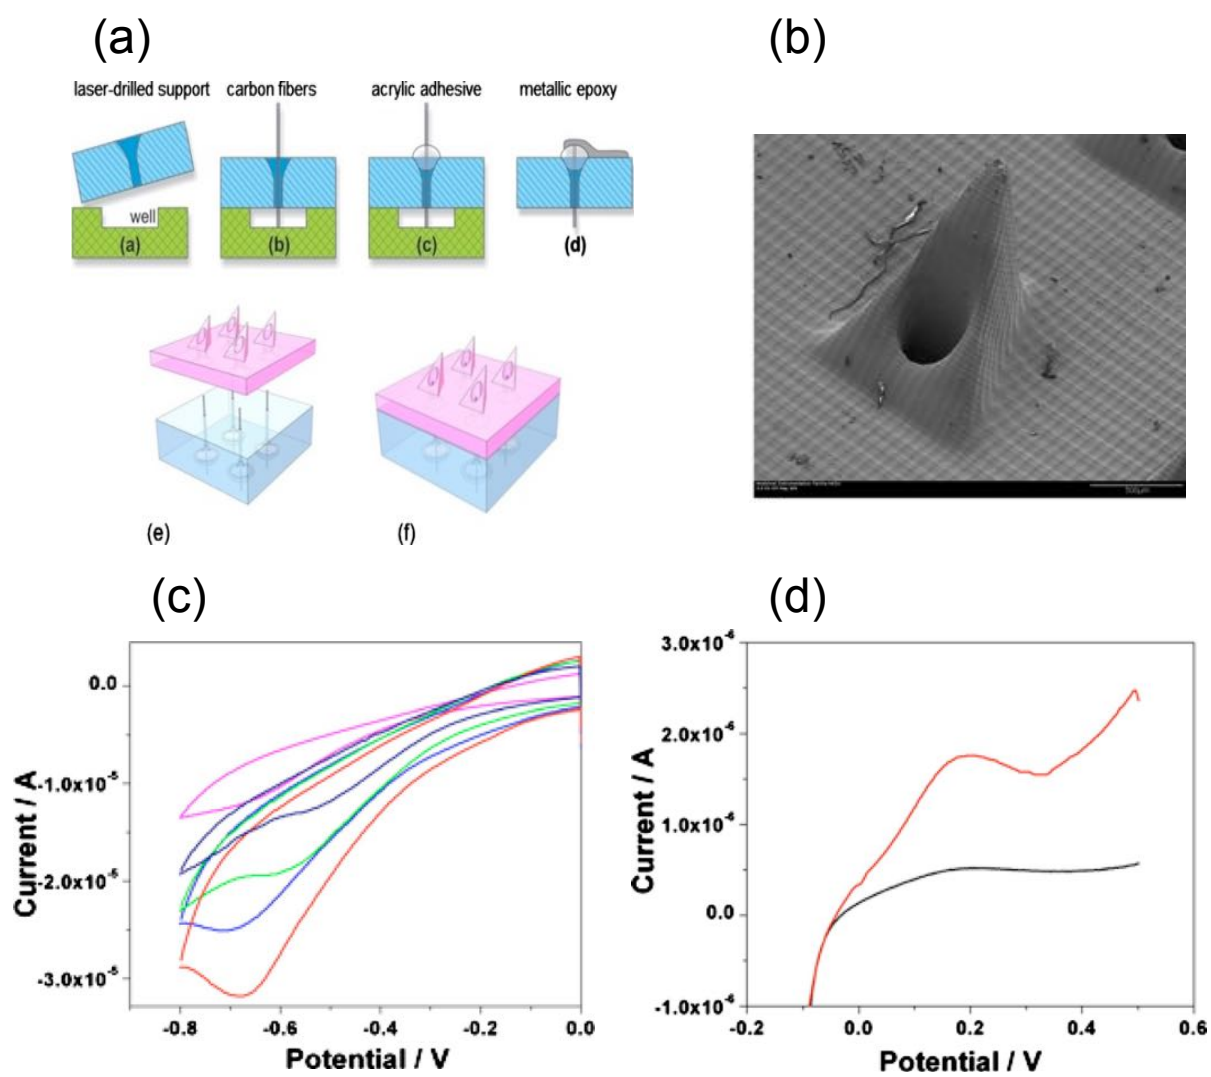 (a)
(b)
laser-drilled support carbon fibers acrylic adhesive metallic epoxy
well
(a) (b) (c) (d)
(e) (f)
500µm
(c)
(d)
0.0
-1.0x10⁻⁵
-2.0x10⁻⁵
-3.0x10⁻⁵
Current / A
-0.8 -0.6 -0.4 -0.2 0.0
Potential / V
3.0x10⁻⁶
2.0x10⁻⁶
1.0x10⁻⁶
0.0
-1.0x10⁻⁶
Current / A
-0.2 0.0 0.2 0.4 0.6
Potential / V